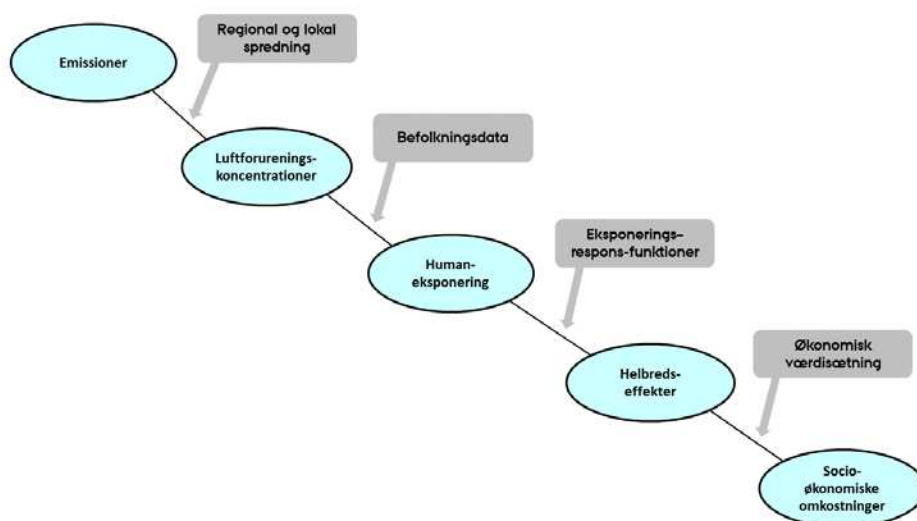 Regional og lokal
spredning
Emissioner
Befolkningsdata
Luftforurenings-
koncentrationer
Eksponerings-
respons-funktioner
Human-
eksponering
Økonomisk
værdisætning
Helbreds-
effekter
Socio-
økonomiske
omkostninger